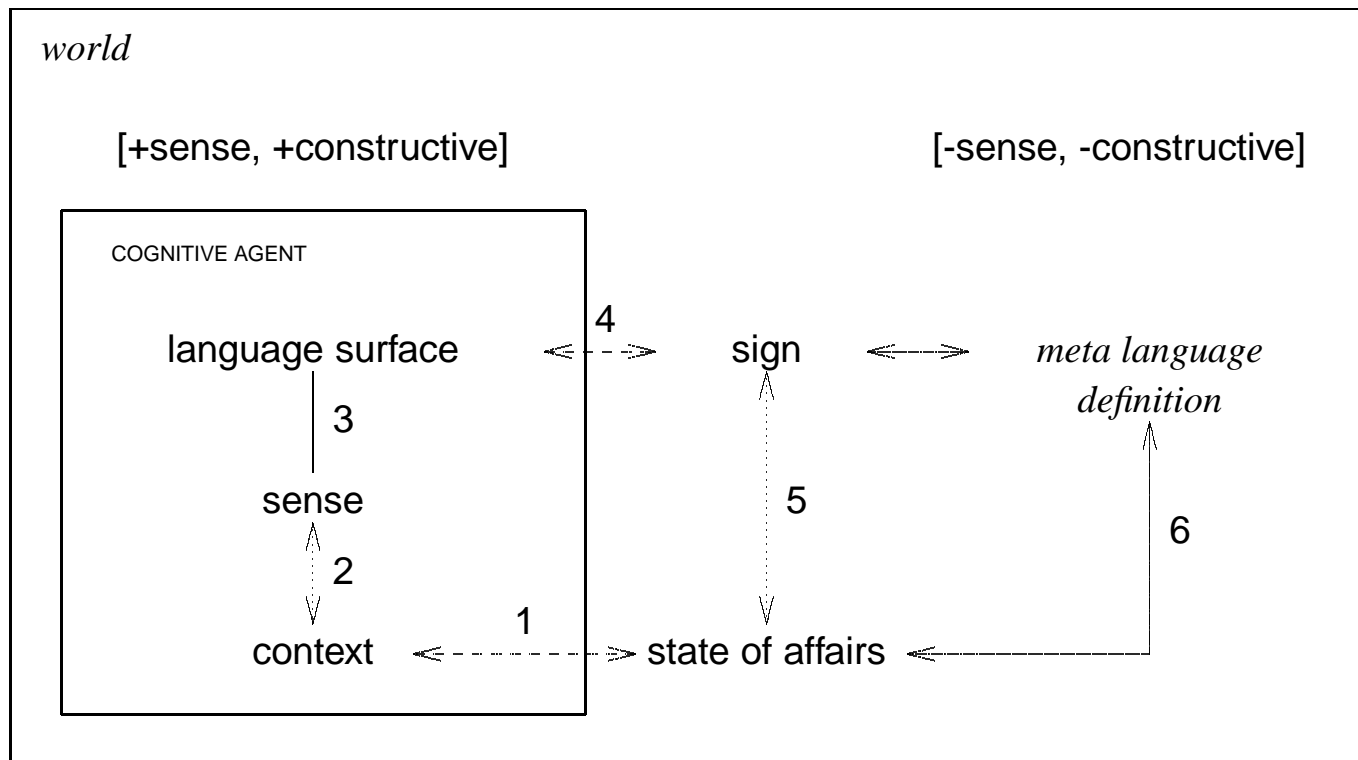 world
[+sense, +constructive]
[-sense, -constructive]
COGNITIVE AGENT
4
language surface
sign
meta language
definition
3
sense
5
6
2
1
context
state of affairs